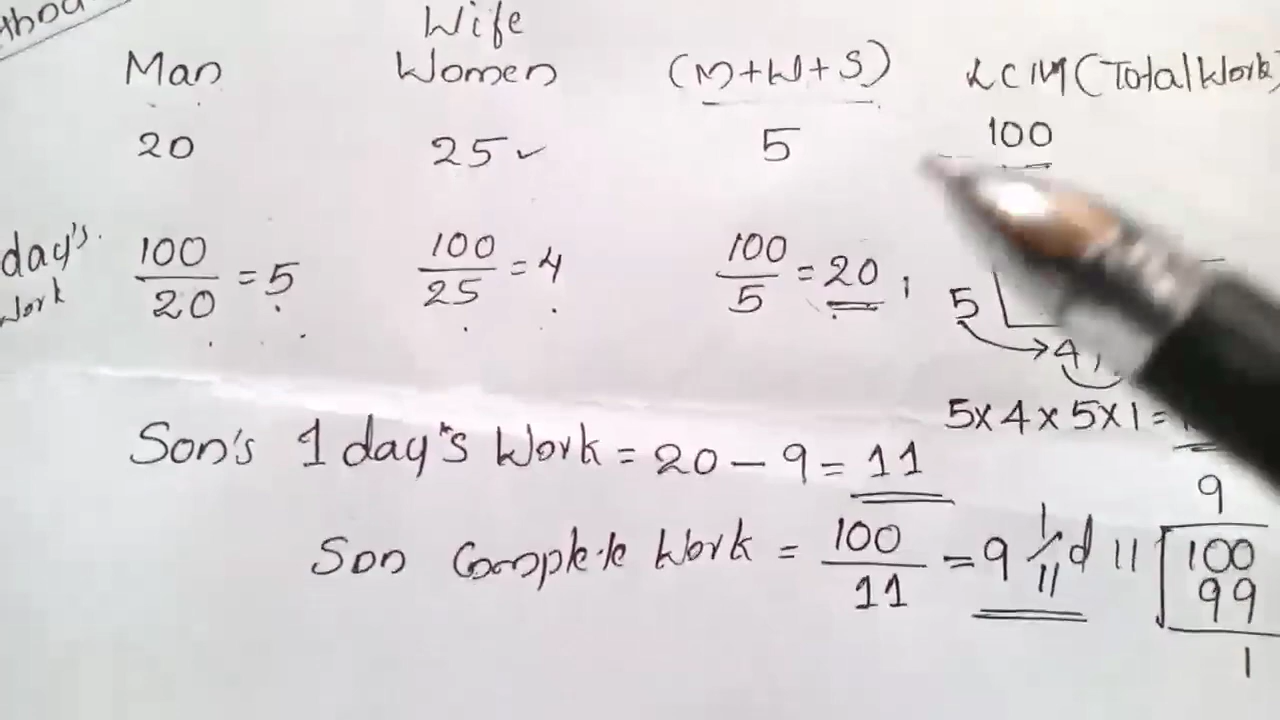 Wife
Man Women (M+W+S) LCM (Total Work)
20 25 ✓ 5 100
day's Work 100/20 = 5 100/25 = 4 100/5 = 20
5 4,
5x4x5x1=
Son's 1 day's Work = 20 - 9 = 11
Son Complete Work = 100/11 = 9 1/11 d
9
11 100
99
1